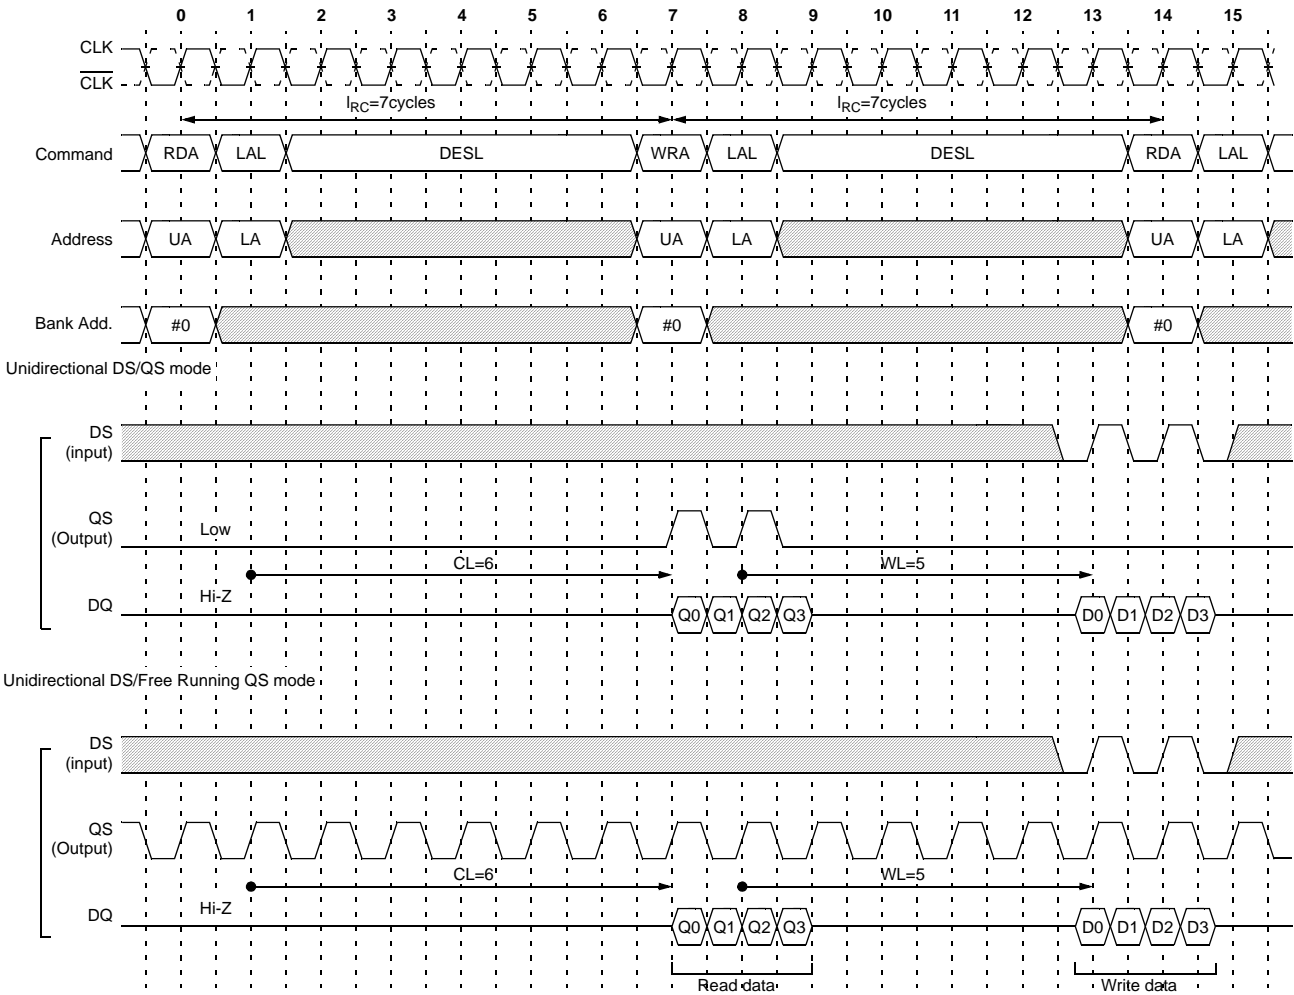 0 1 2 3 4 5 6 7 8 9 10 11 12 13 14 15
CLK
CLK
IRC=7cycles IRC=7cycles
Command RDA LAL DESL WRA LAL DESL RDA LAL
Address UA LA UA LA UA LA
Bank Add. #0 #0 #0
Unidirectional DS/QS mode
DS
(input)
QS
(Output)
Low
CL=6 WL=5
DQ Hi-Z Q0 Q1 Q2 Q3 D0 D1 D2 D3
Unidirectional DS/Free Running QS mode
DS
(input)
QS
(Output)
CL=6 WL=5
DQ Hi-Z Q0 Q1 Q2 Q3 D0 D1 D2 D3
Read data Write data